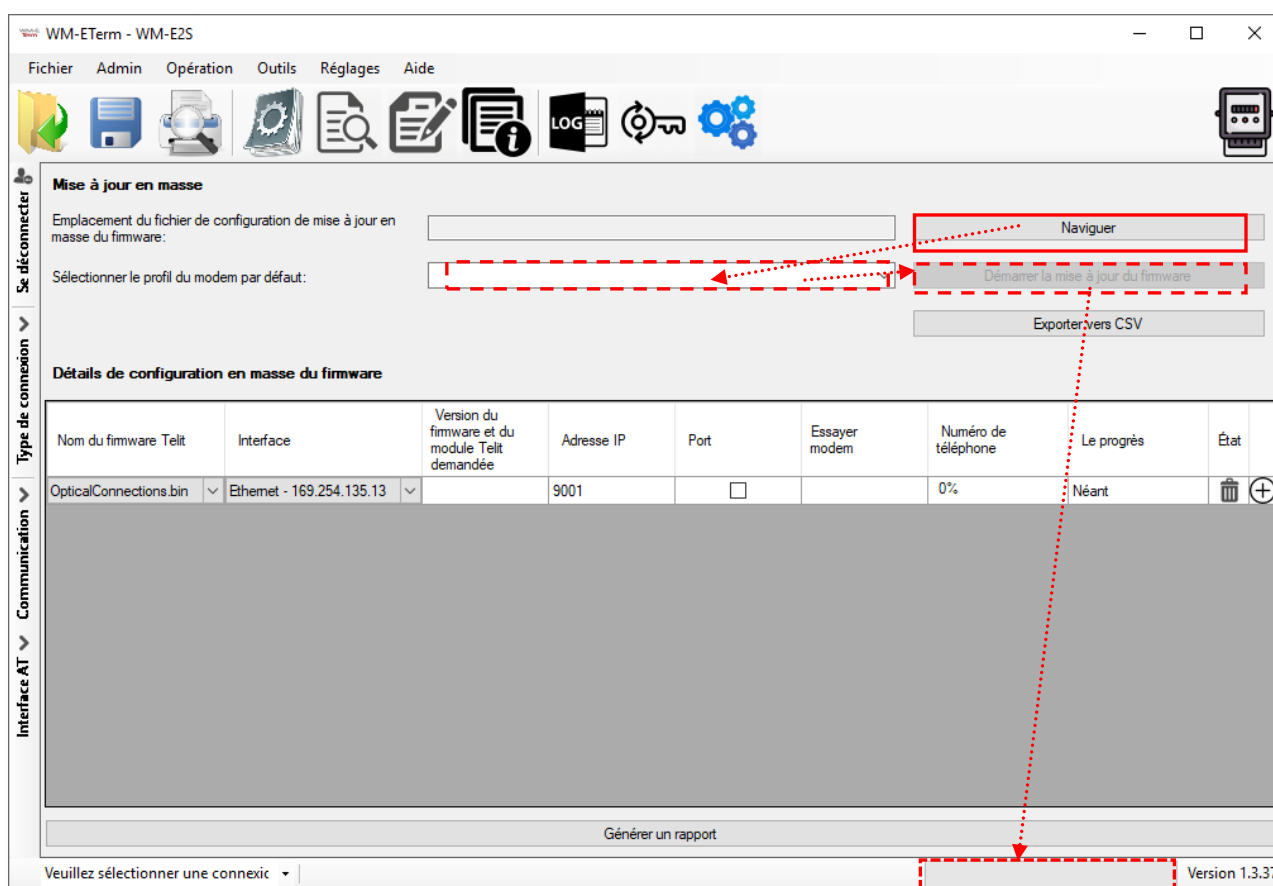 WM-ETerm - WM-E2S
Fichier Admin Opération Outils Réglages Aide
LOG
Se déconnecter
Type de connexion
Communication
Interface AT
Mise à jour en masse
Emplacement du fichier de configuration de mise à jour en
masse du firmware:
Naviguer
Sélectionner le profil du modem par défaut:
Démarrer la mise à jour du firmware
Exporter vers CSV
Détails de configuration en masse du firmware
Nom du firmware Telit
Interface
Version du
firmware et du
module Telit
demandée
Adresse IP
Port
Essayer
modem
Numéro de
téléphone
Le progrès
État
OpticalConnections.bin Ethernet - 169.254.135.13 9001 0% Néant
Générer un rapport
Veuillez sélectionner une connexic
Version 1.3.37